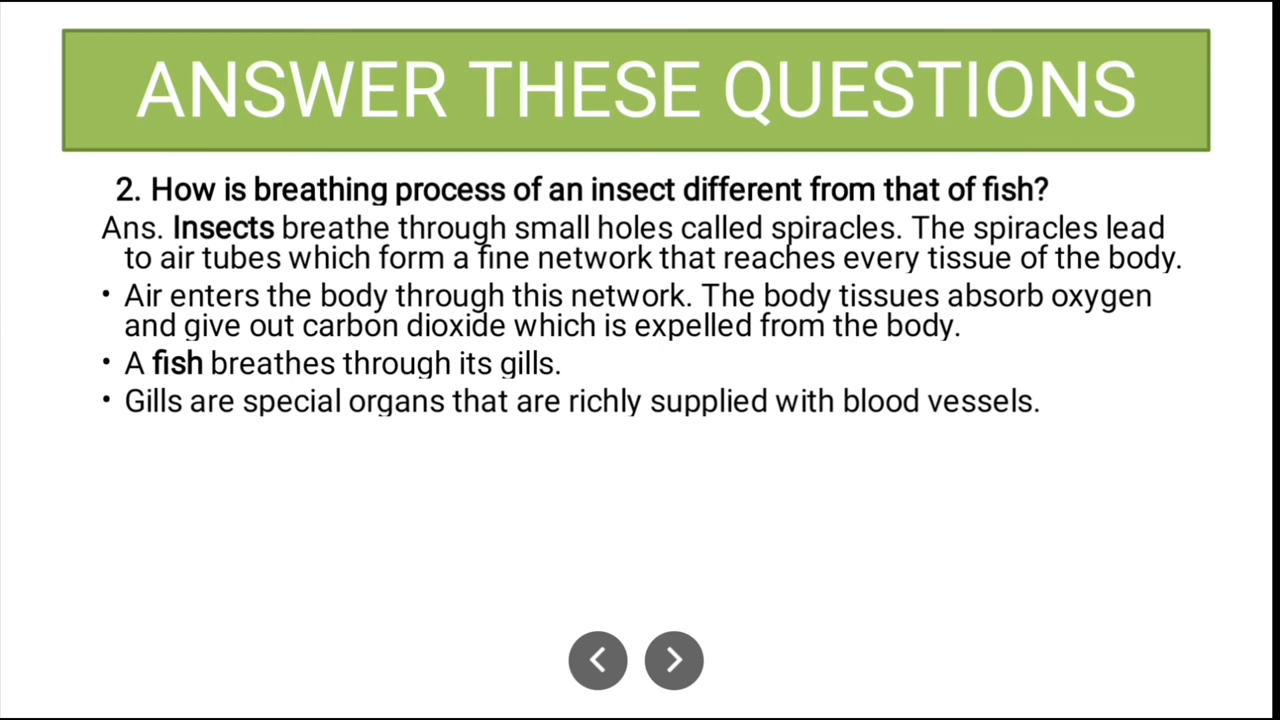 ANSWER THESE QUESTIONS
2. How is breathing process of an insect different from that of fish?
Ans. Insects breathe through small holes called spiracles. The spiracles lead
to air tubes which form a fine network that reaches every tissue of the body.
• Air enters the body through this network. The body tissues absorb oxygen
and give out carbon dioxide which is expelled from the body.
• A fish breathes through its gills.
• Gills are special organs that are richly supplied with blood vessels.